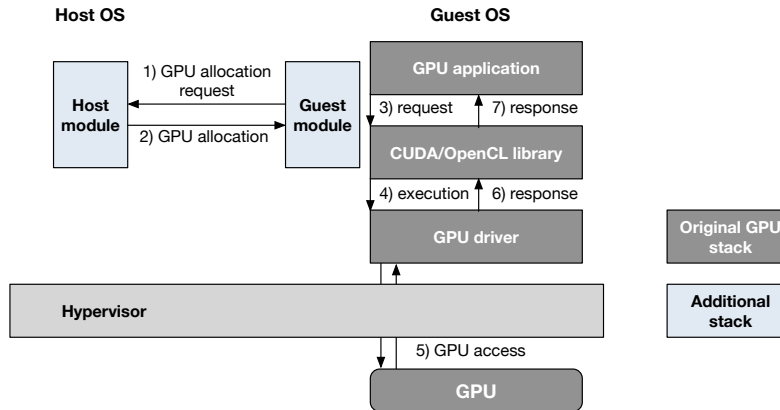 Host OS
Guest OS
1) GPU allocation
request
Host
module
Guest
module
2) GPU allocation
GPU application
3) request
7) response
CUDA/OpenCL library
4) execution
6) response
GPU driver
Original GPU
stack
Hypervisor
Additional
stack
5) GPU access
GPU